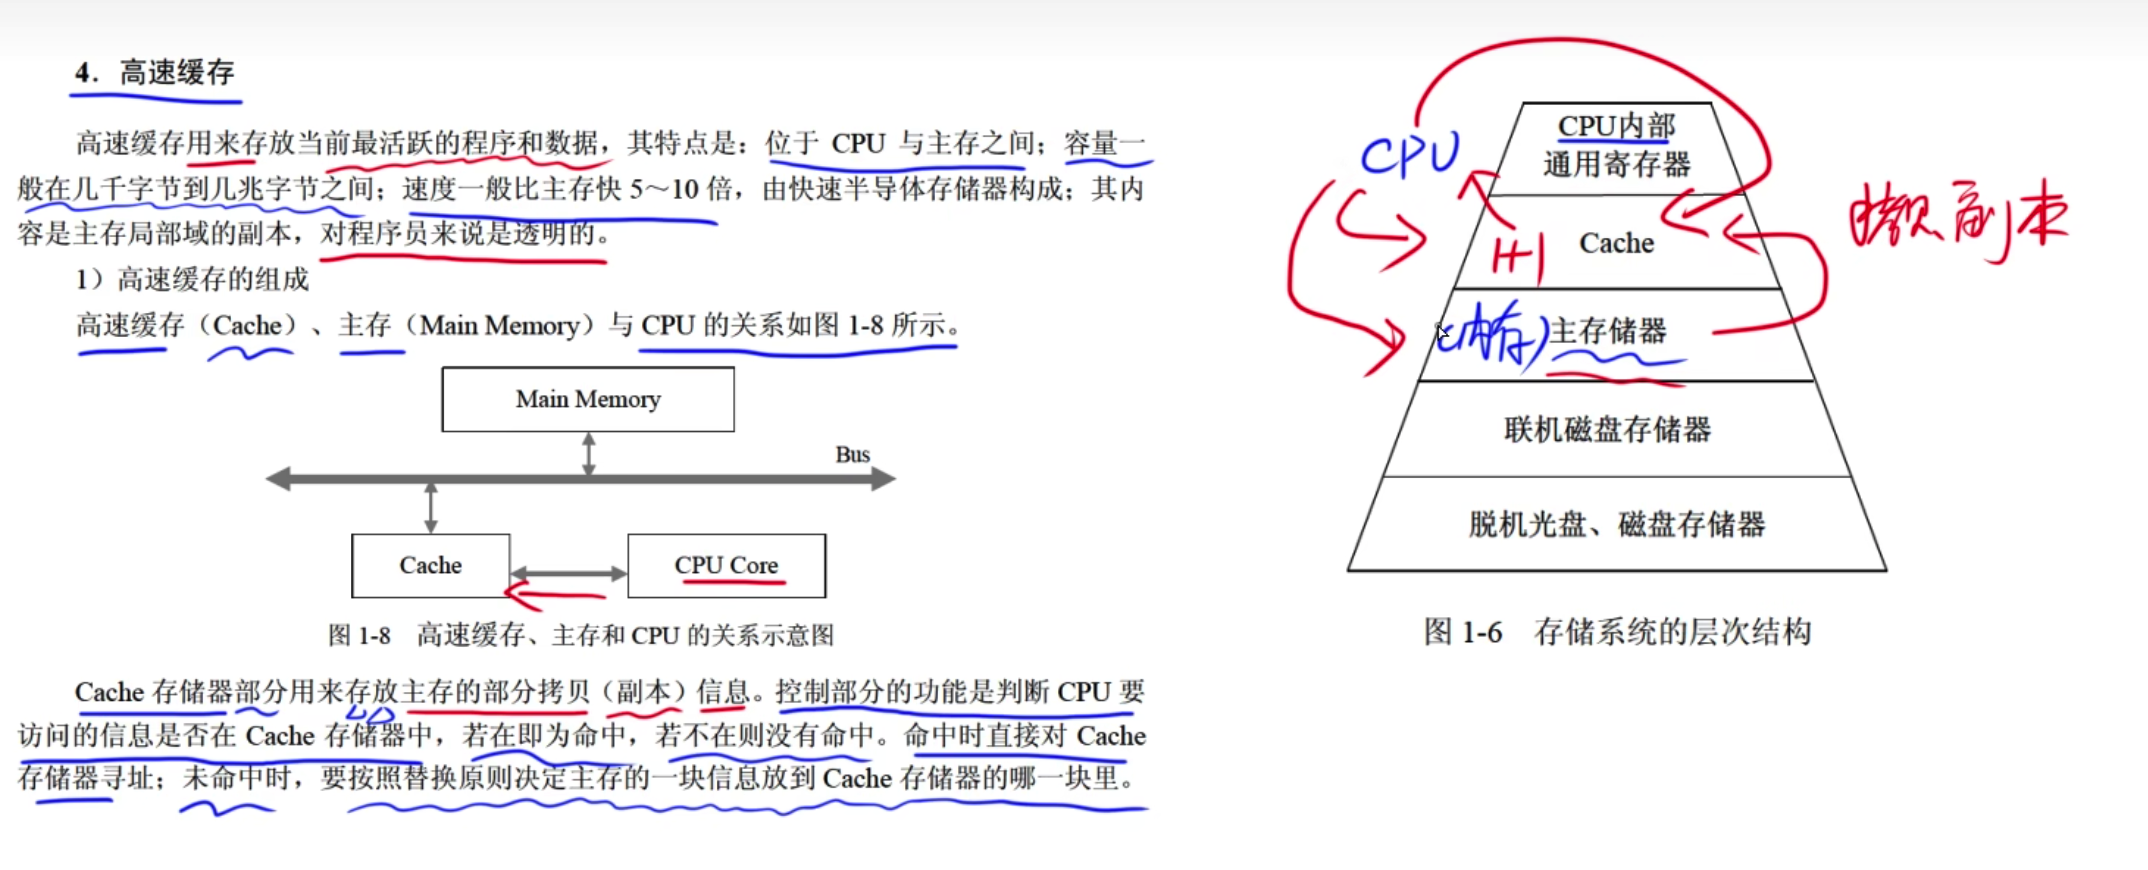 4．高速缓存
高速缓存用来存放当前最活跃的程序和数据，其特点是：位于 CPU 与主存之间；容量一
般在几千字节到几兆字节之间；速度一般比主存快 5～10 倍，由快速半导体存储器构成；其内
容是主存局部域的副本，对程序员来说是透明的。
1）高速缓存的组成
高速缓存（Cache）、主存（Main Memory）与 CPU 的关系如图 1-8 所示。
Main Memory
Bus
Cache
CPU Core
图 1-8　高速缓存、主存和 CPU 的关系示意图
Cache 存储器部分用来存放主存的部分拷贝（副本）信息。控制部分的功能是判断 CPU 要
访问的信息是否在 Cache 存储器中，若在即为命中，若不在则没有命中。命中时直接对 Cache
存储器寻址；未命中时，要按照替换原则决定主存的一块信息放到 Cache 存储器的哪一块里。
CPU
CPU内部
通用寄存器
1+1
Cache
副本
(内存)主存储器
联机磁盘存储器
脱机光盘、磁盘存储器
图 1-6　存储系统的层次结构